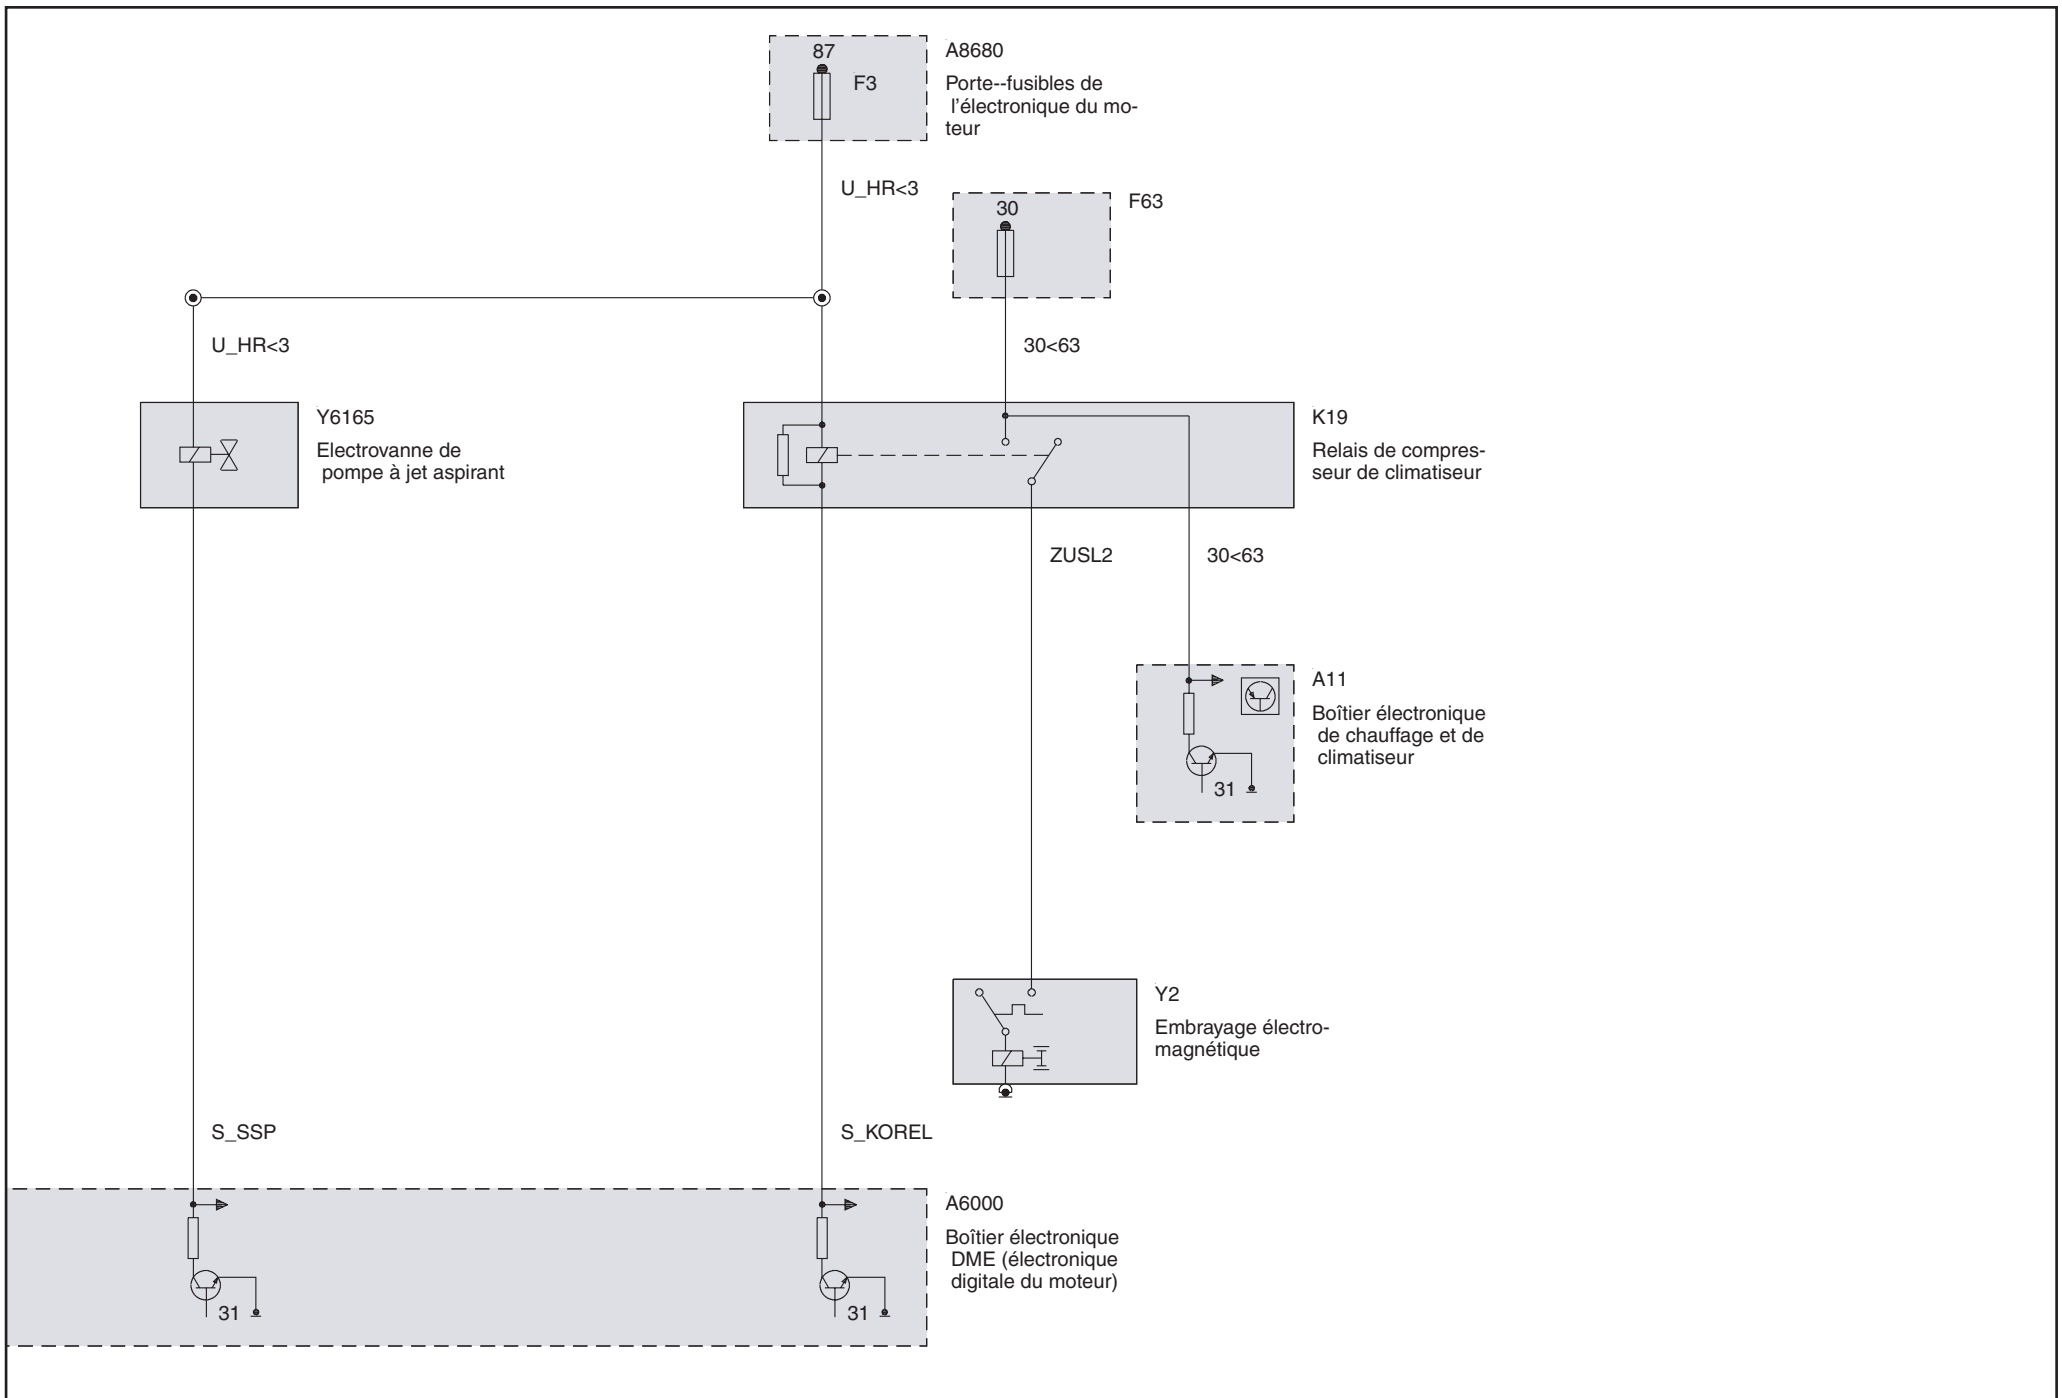 87
F3
A8680
Porte--fusibles de
l'électronique du mo-
teur
U_HR<3
30
F63
U_HR<3
30<63
Y6165
Electrovanne de
pompe à jet aspirant
K19
Relais de compres-
seur de climatiseur
ZUSL2
30<63
A11
Boîtier électronique
de chauffage et de
climatiseur
31
Y2
Embrayage électro-
magnétique
S_SSP
S_KOREL
A6000
Boîtier électronique
DME (électronique
digitale du moteur)
31
31